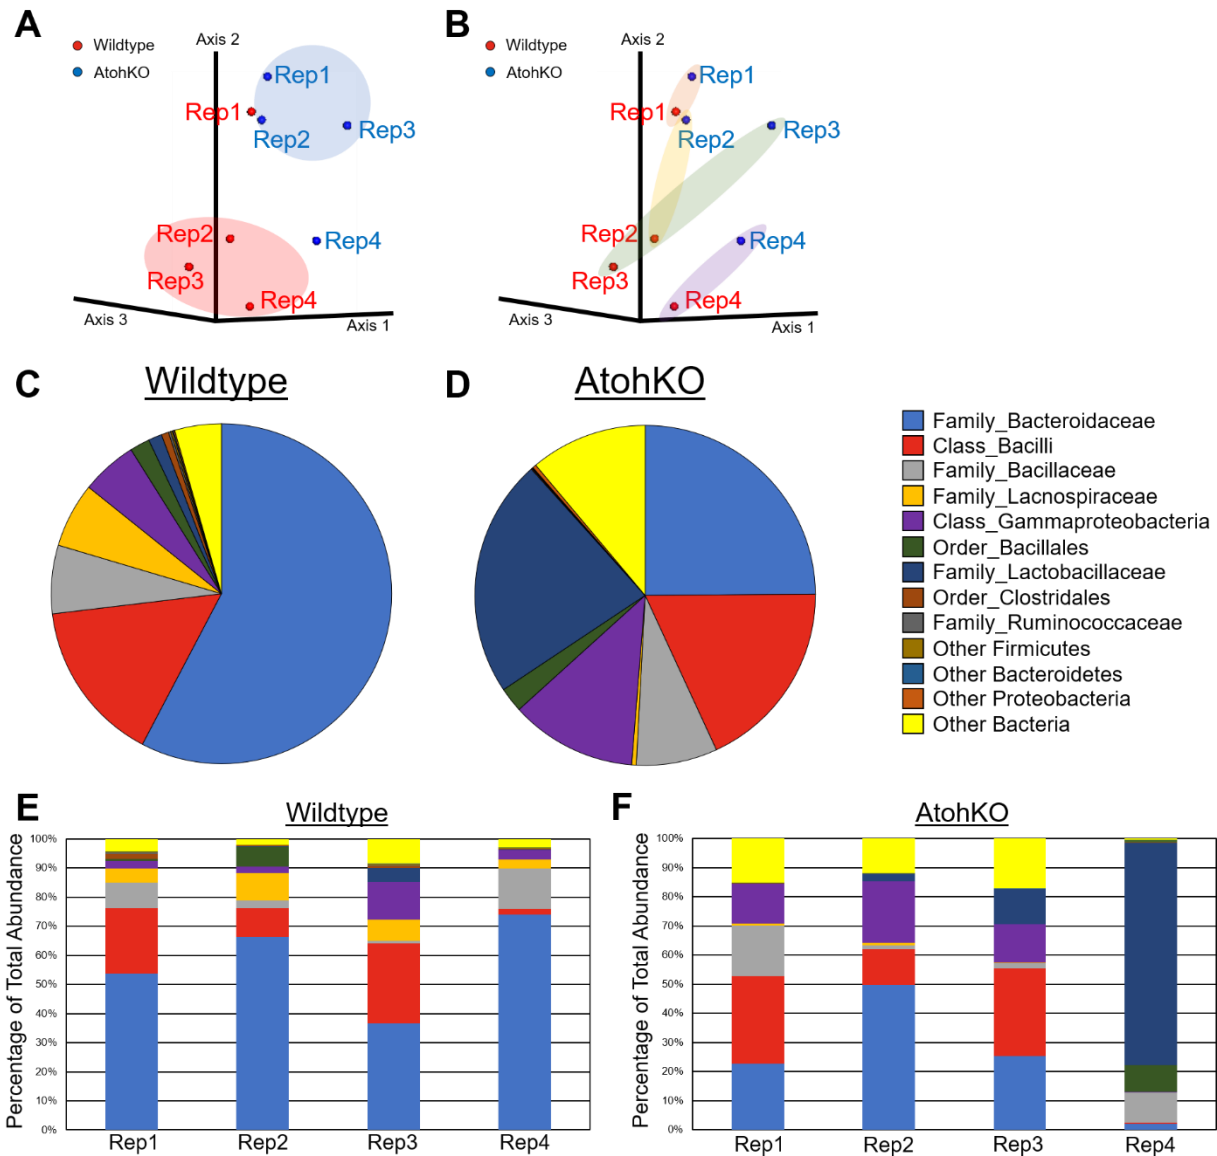 A
Wildtype
AtohKO
Axis 2
Rep1
Rep1
Rep2
Rep3
Rep2
Rep4
Rep3
Rep4
Axis 3
Axis 1
B
Wildtype
AtohKO
Axis 2
Rep1
Rep1
Rep2
Rep3
Rep2
Rep4
Rep3
Rep4
Axis 3
Axis 1
C
Wildtype
D
AtohKO
Family_Bacteroidaceae
Class_Bacilli
Family_Bacillaceae
Family_Lacnospiraceae
Class_Gammaproteobacteria
Order_Bacillales
Family_Lactobacillaceae
Order_Clostridales
Family_Ruminococcaceae
Other Firmicutes
Other Bacteroidetes
Other Proteobacteria
Other Bacteria
E
Wildtype
Percentage of Total Abundance
100%
90%
80%
70%
60%
50%
40%
30%
20%
10%
0%
Rep1
Rep2
Rep3
Rep4
F
AtohKO
Percentage of Total Abundance
100%
90%
80%
70%
60%
50%
40%
30%
20%
10%
0%
Rep1
Rep2
Rep3
Rep4